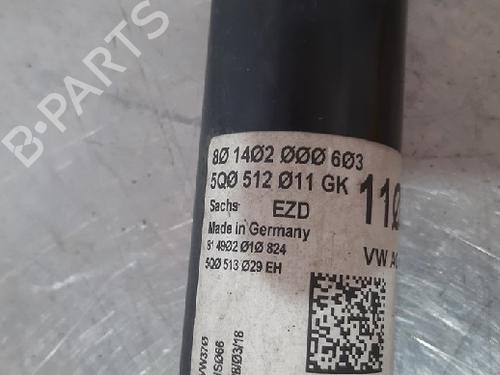 B-PARTS
8Ø 14Ø2 ØØØ 6Ø3
5QØ 512 Ø11 GK
Sachs EZD
Made in Germany
81 49Ø2 Ø1Ø 824
5QØ 513 Ø29 EH
VW